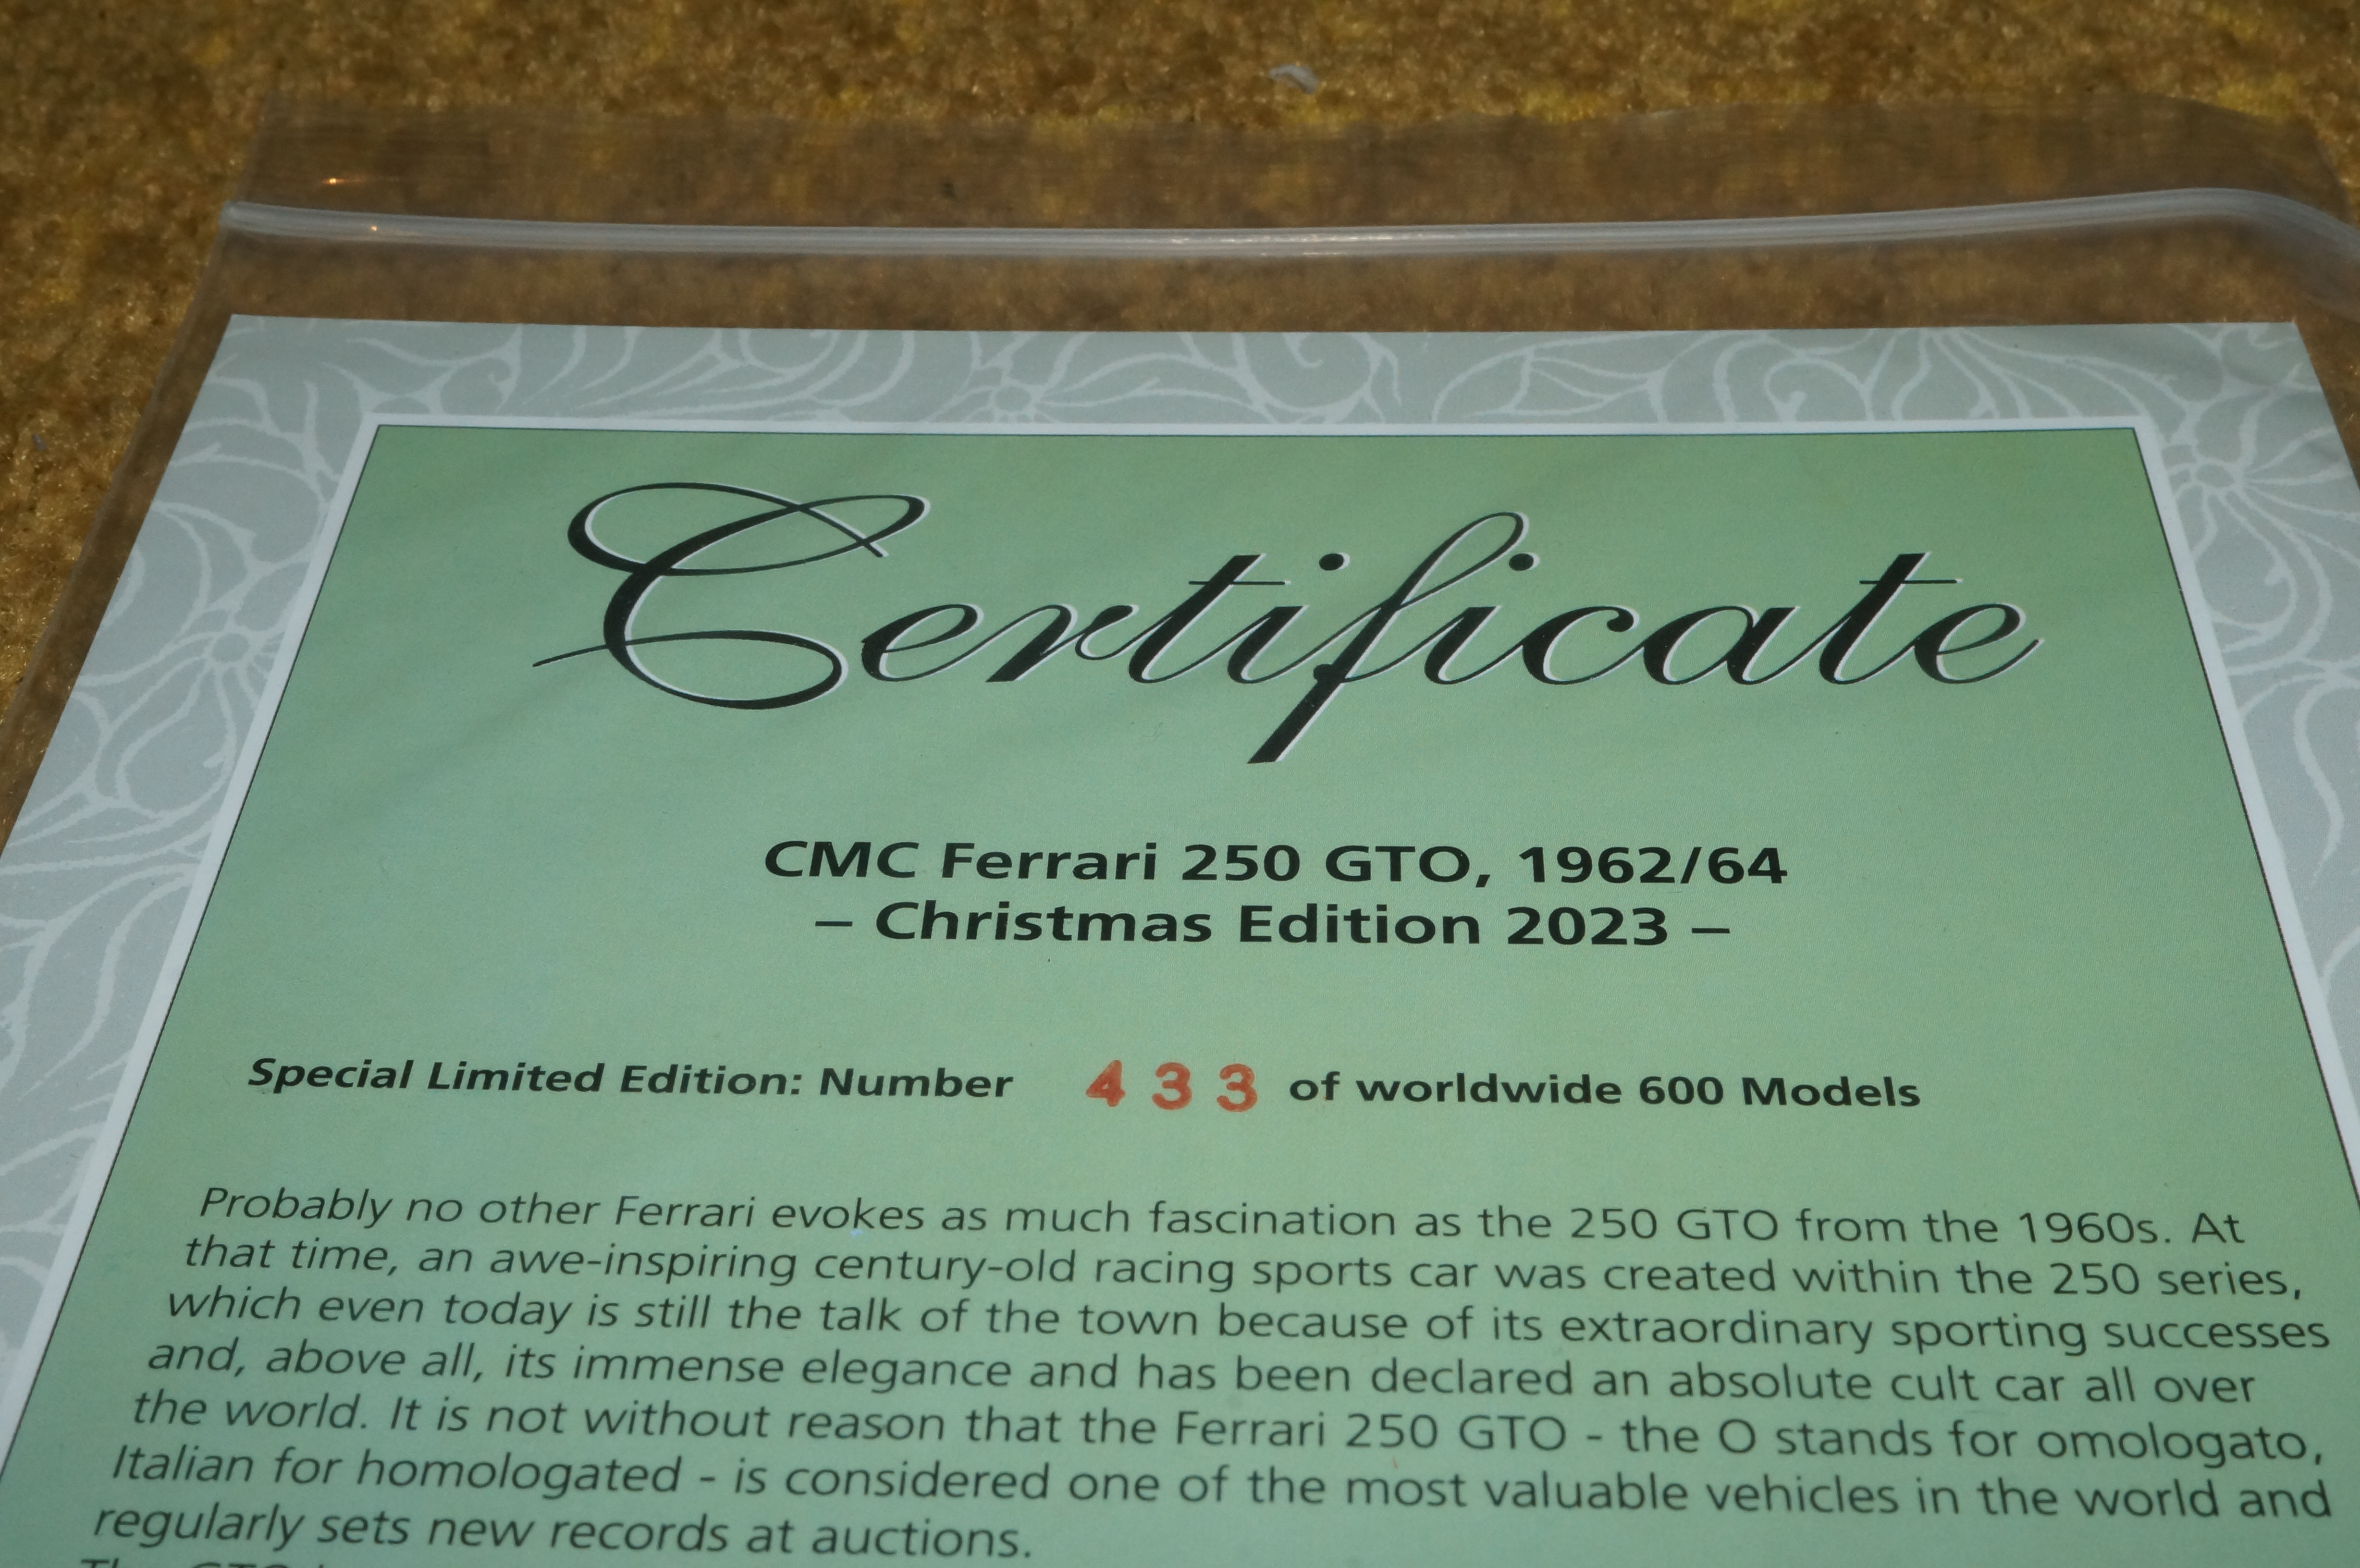 Certificate
CMC Ferrari 250 GTO, 1962/64
– Christmas Edition 2023 –
Special Limited Edition: Number 433 of worldwide 600 Models
Probably no other Ferrari evokes as much fascination as the 250 GTO from the 1960s. At
that time, an awe-inspiring century-old racing sports car was created within the 250 series,
which even today is still the talk of the town because of its extraordinary sporting successes
and, above all, its immense elegance and has been declared an absolute cult car all over
the world. It is not without reason that the Ferrari 250 GTO - the O stands for omologato,
Italian for homologated - is considered one of the most valuable vehicles in the world and
regularly sets new records at auctions.